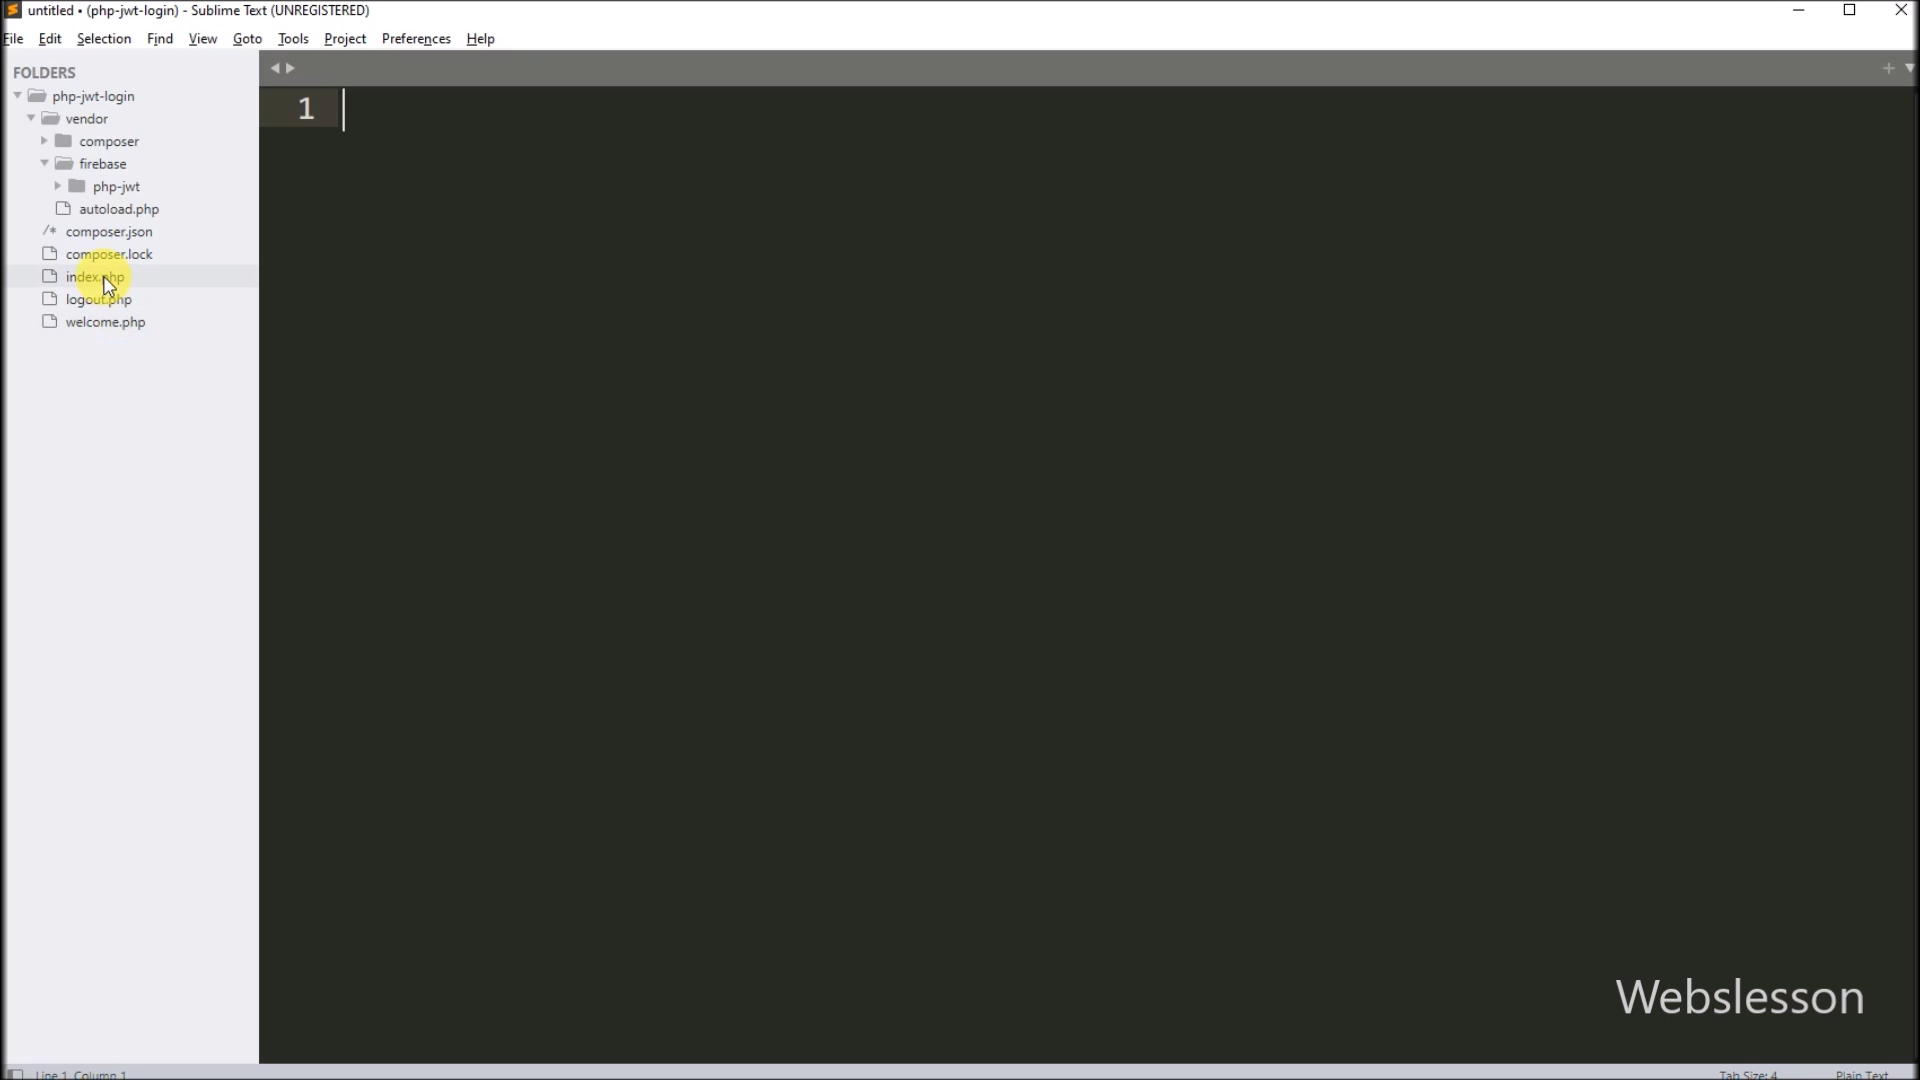 untitled • (php-jwt-login) - Sublime Text (UNREGISTERED)
File Edit Selection Find View Goto Tools Project Preferences Help
FOLDERS
php-jwt-login
vendor
composer
firebase
php-jwt
autoload.php
/* composer.json
composer.lock
index.php
logout.php
welcome.php
1
Webslesson
Line 1, Column 1
Tab Size: 4
Plain Text